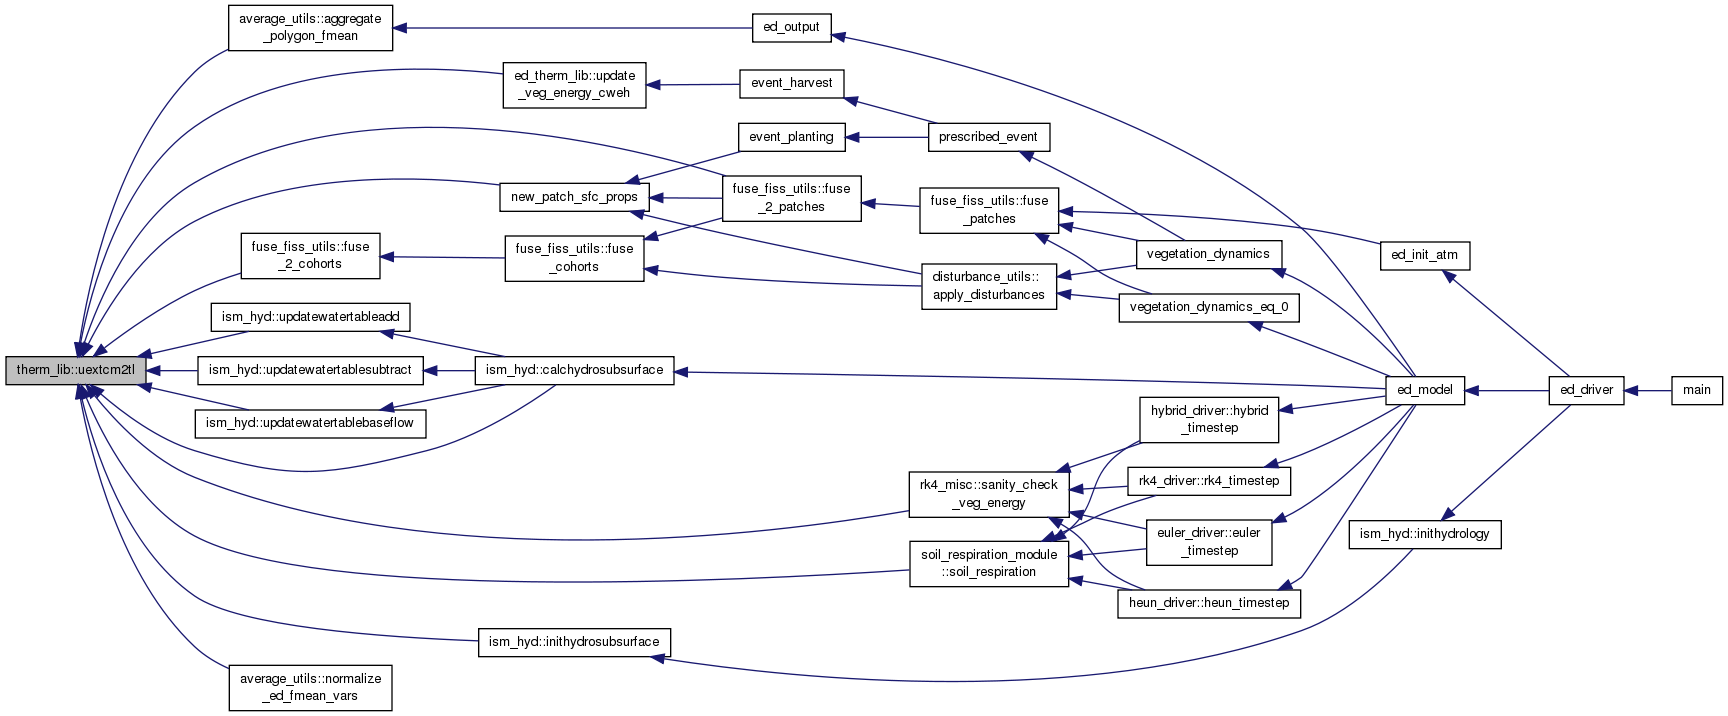 average_utils::aggregate
_polygon_fmean
ed_output
ed_therm_lib::update
_veg_energy_cweh
event_harvest
event_planting
prescribed_event
new_patch_sfc_props
fuse_fiss_utils::fuse
_2_patches
fuse_fiss_utils::fuse
_patches
fuse_fiss_utils::fuse
_2_cohorts
fuse_fiss_utils::fuse
_cohorts
disturbance_utils::
apply_disturbances
vegetation_dynamics
ed_init_atm
vegetation_dynamics_eq_0
ism_hyd::updatewatertableadd
therm_lib::uextcm2tl
ism_hyd::updatewatertablesubtract
ism_hyd::calchydrosubsurface
ism_hyd::updatewatertablebaseflow
ed_model
ed_driver
main
hybrid_driver::hybrid
_timestep
rk4_misc::sanity_check
_veg_energy
rk4_driver::rk4_timestep
euler_driver::euler
_timestep
ism_hyd::inithydrology
soil_respiration_module
::soil_respiration
heun_driver::heun_timestep
ism_hyd::inithydrosubsurface
average_utils::normalize
_ed_fmean_vars